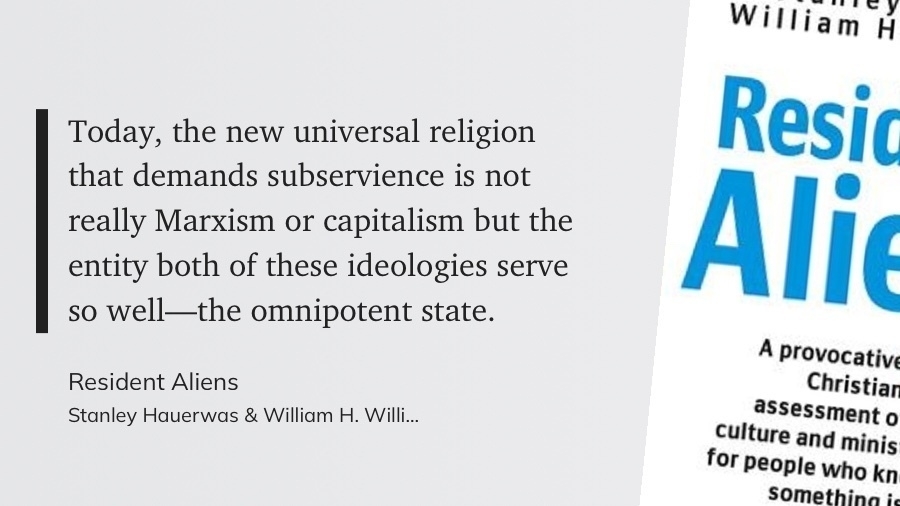 Today, the new universal religion
that demands subservience is not
really Marxism or capitalism but the
entity both of these ideologies serve
so well—the omnipotent state.
Resident Aliens
Stanley Hauerwas & William H. Willi...
William H
Resid
Alie
A provocative
Christian
assessment o
culture and minis
for people who kn
something is